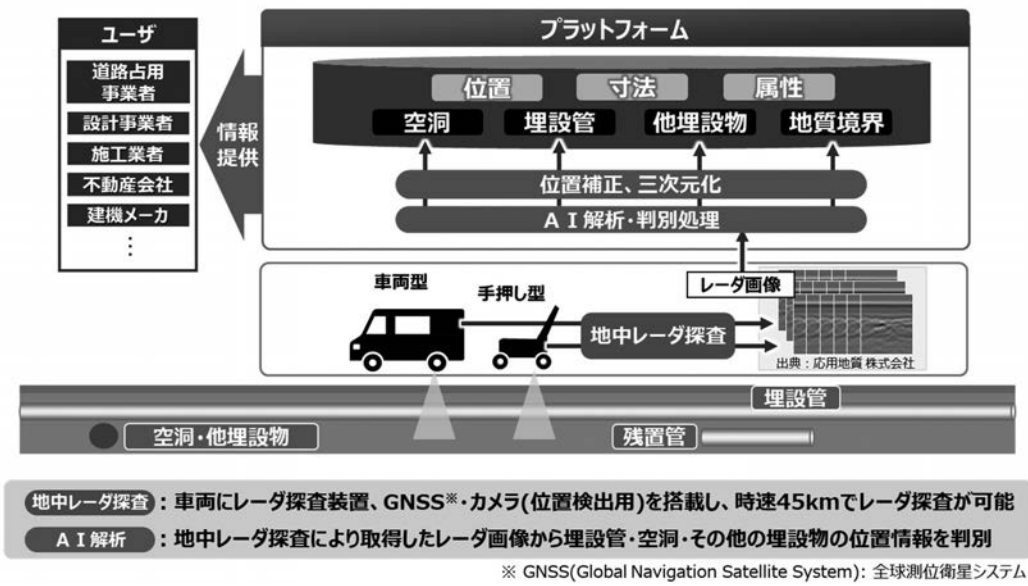 ユーザ
道路占用
事業者
設計事業者
施工業者
不動産会社
建機メーカ
⋮
情報
提供
プラットフォーム
位置
寸法
属性
空洞
埋設管
他埋設物
地質境界
位置補正、三次元化
ＡＩ解析・判別処理
レーダ画像
車両型
手押し型
地中レーダ探査
出典：応用地質 株式会社
埋設管
空洞・他埋設物
残置管
地中レーダ探査：車両にレーダ探査装置、GNSS※・カメラ(位置検出用)を搭載し、時速45kmでレーダ探査が可能
ＡＩ解析：地中レーダ探査により取得したレーダ画像から埋設管・空洞・その他の埋設物の位置情報を判別
※ GNSS(Global Navigation Satellite System): 全球測位衛星システム